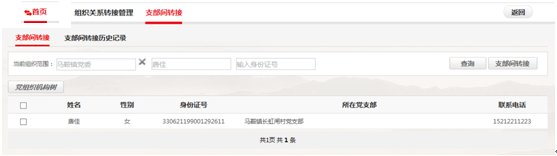 首页 组织关系转接管理 支部间转接 返回
支部间转接 支部间转接历史记录
当前组织范围： 马鞍镇党委 唐佳 输入身份证号 查询 支部间转接
党组织机构树
姓名 性别 身份证号 所在党支部 联系电话
唐佳 女 330621199001292611 马鞍镇长虹闸村党支部 15212211223
共1页 共 1 条